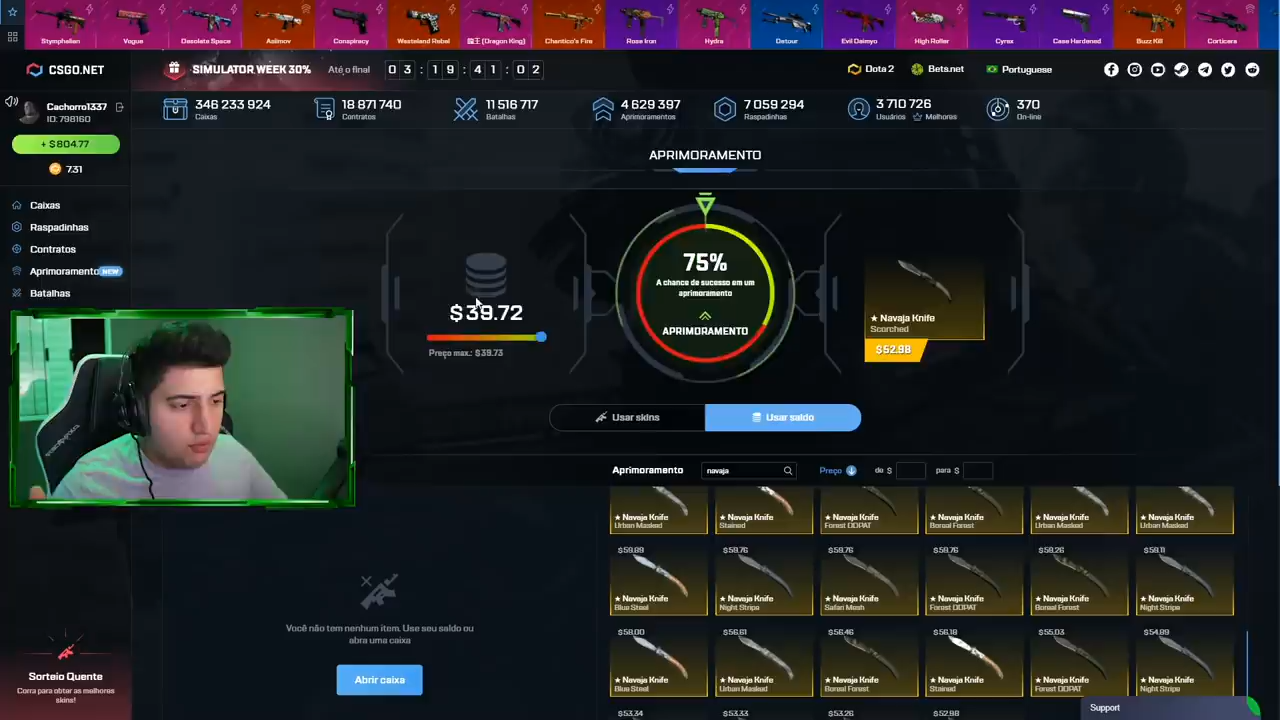 Stymphalian
Vogue
Desolate Space
Asiimov
Conspiracy
Wasteland Rebel
龍王 (Dragon King)
Chantico's Fire
Rose Iron
Hydra
Detour
Evil Daimyo
High Roller
Cyrex
Case Hardened
Buzz Kill
Corticera
CSGO.NET
SIMULATOR WEEK 30%
Até o final
03:19:41:02
Dota 2
Bets.net
Portuguese
Cachorro1337
ID: 798160
346 233 924
Caixas
18 871 740
Contratos
11 516 717
Batalhas
4 629 397
Aprimoramentos
7 059 294
Raspadinhas
3 710 726
Usuários
Melhores
370
On-line
+ $804.77
7.31
Caixas
Raspadinhas
Contratos
Aprimoramento NEW
Batalhas
APRIMORAMENTO
$39.72
Preço max.: $39.73
75%
A chance de sucesso em um
aprimoramento
APRIMORAMENTO
★ Navaja Knife
Scorched
$52.98
Usar skins
Usar saldo
Aprimoramento
navaja
Preço
de $
para $
★ Navaja Knife
Urban Masked
★ Navaja Knife
Stained
★ Navaja Knife
Forest DDPAT
★ Navaja Knife
Boreal Forest
★ Navaja Knife
Urban Masked
★ Navaja Knife
Urban Masked
$59.89
★ Navaja Knife
Blue Steel
$59.76
★ Navaja Knife
Night Stripe
$59.76
★ Navaja Knife
Safari Mesh
$59.76
★ Navaja Knife
Forest DDPAT
$59.26
★ Navaja Knife
Boreal Forest
$58.11
★ Navaja Knife
Night Stripe
$58.00
★ Navaja Knife
Blue Steel
$56.61
★ Navaja Knife
Urban Masked
$56.46
★ Navaja Knife
Boreal Forest
$56.18
★ Navaja Knife
Stained
$55.03
★ Navaja Knife
Forest DDPAT
$54.89
★ Navaja Knife
Night Stripe
$53.34
$53.33
$53.26
$52.98
Você não tem nenhum item. Use seu saldo ou
abra uma caixa
Abrir caixa
Sorteio Quente
Corra para obter as melhores
skins!
Support